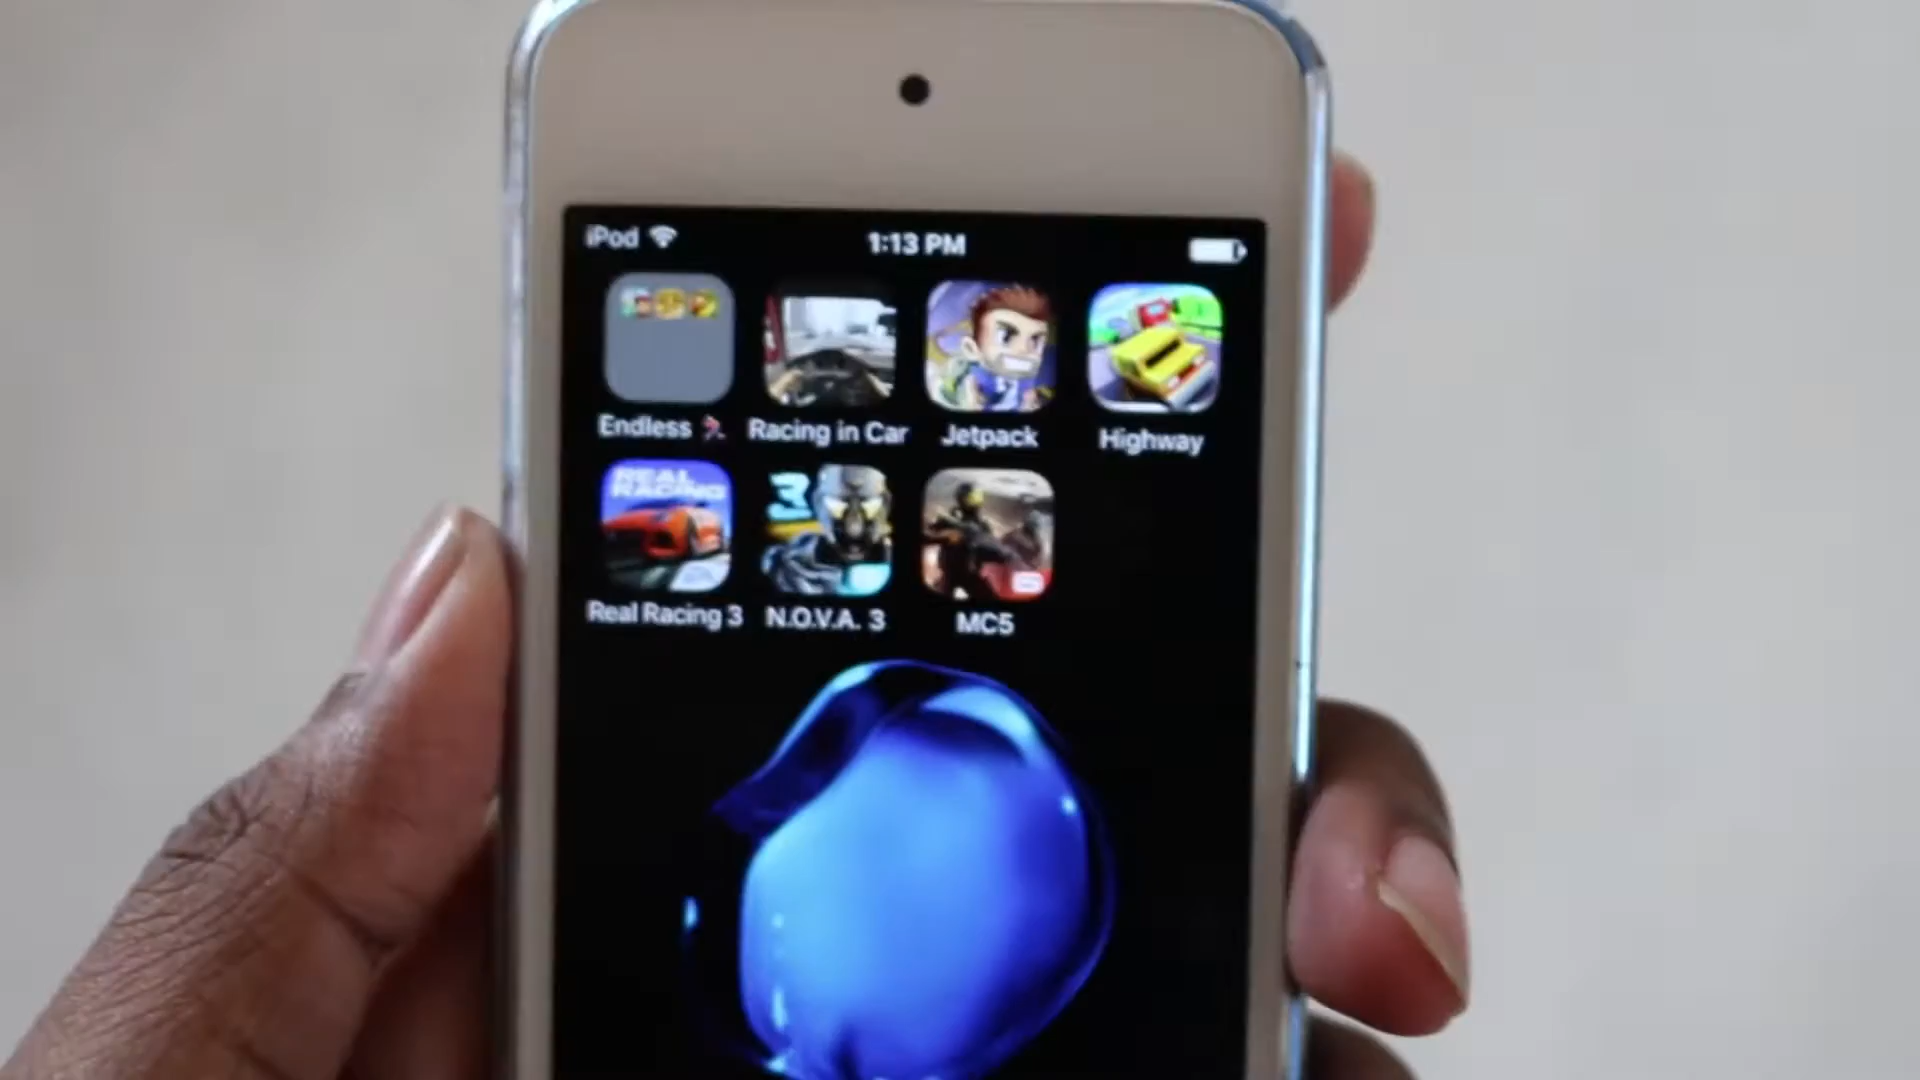 iPod 1:13 PM
Endless Racing in Car Jetpack Highway
REAL
RACING
3
Real Racing 3 N.O.V.A. 3 MC5